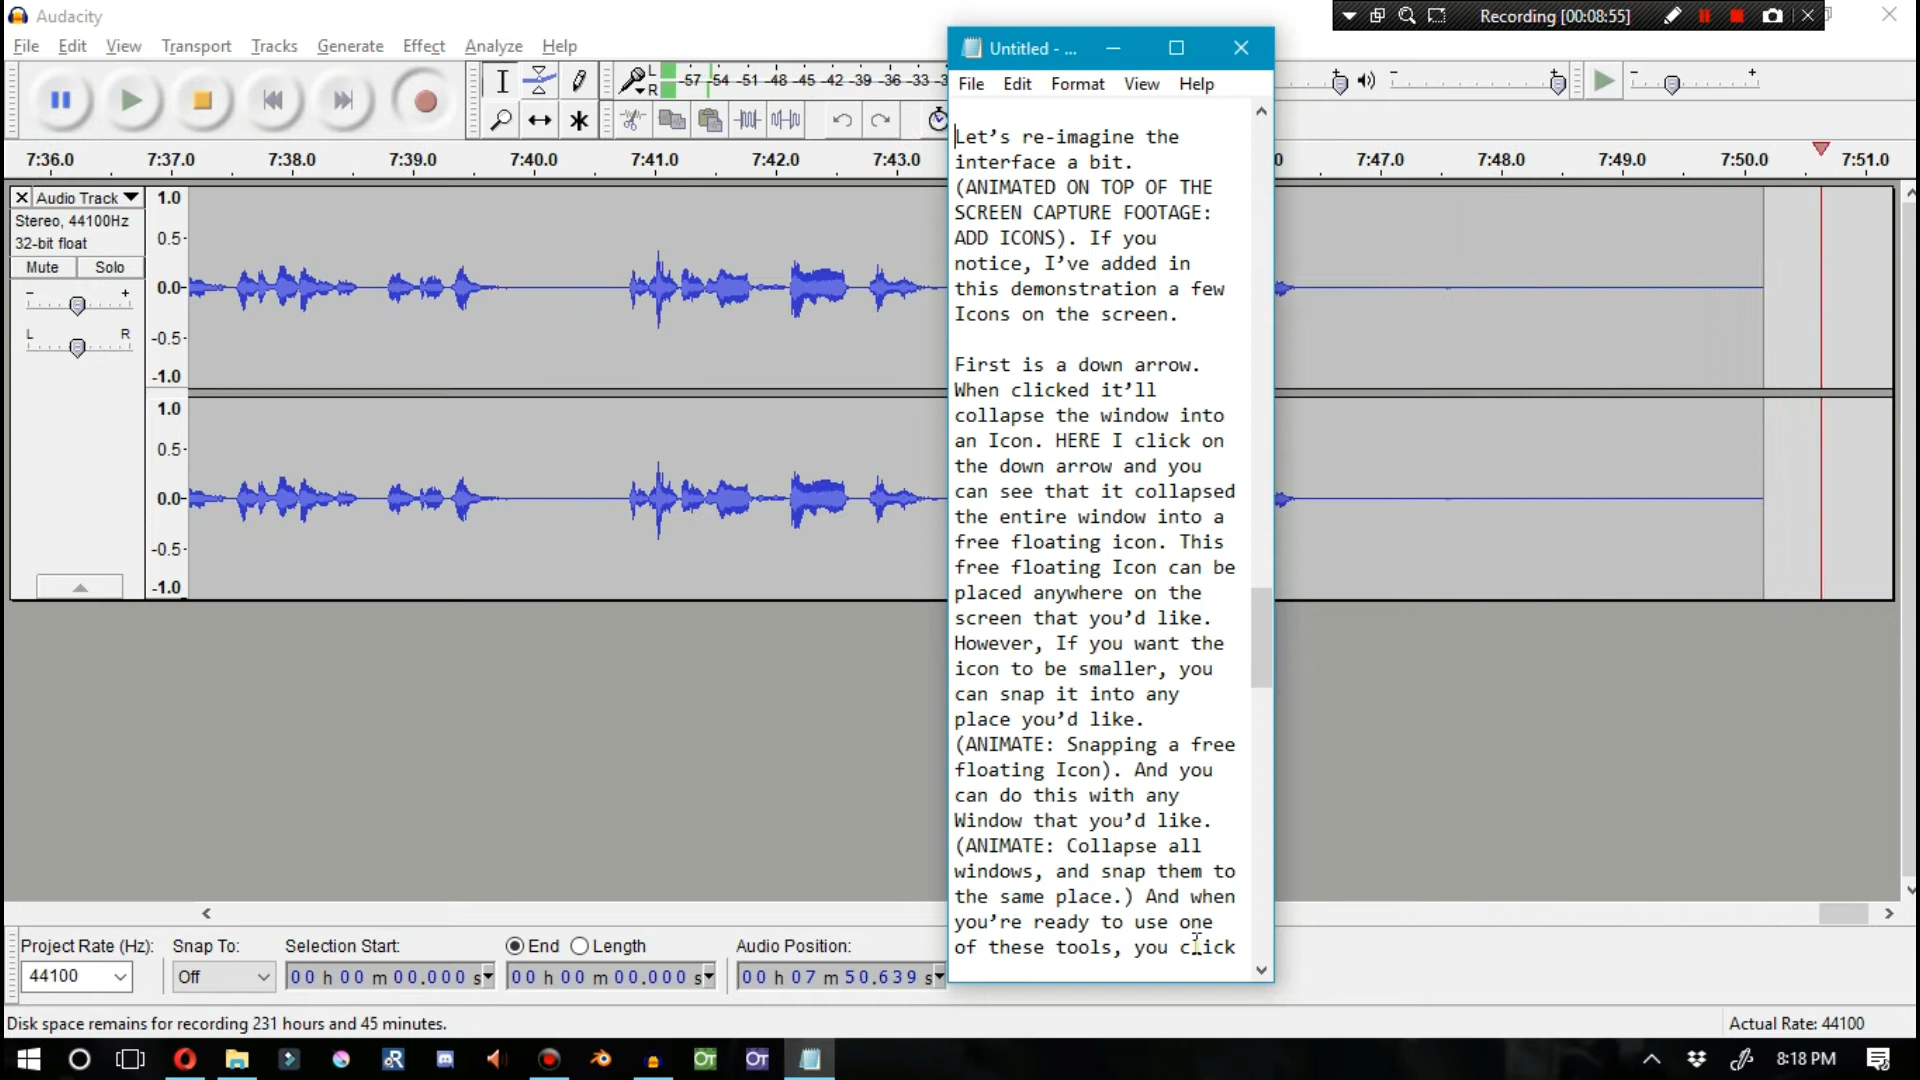 Audacity
Recording [00:08:55]
File Edit View Transport Tracks Generate Effect Analyze Help
Untitled - ...
File Edit Format View Help
L
R
-57 -54 -51 -48 -45 -42 -39 -36 -33
7:36.0 7:37.0 7:38.0 7:39.0 7:40.0 7:41.0 7:42.0 7:43.0 0 7:47.0 7:48.0 7:49.0 7:50.0 7:51.0
Audio Track
Stereo, 44100Hz
32-bit float
Mute Solo
- +
L R
1.0
0.5-
0.0-
-0.5-
-1.0
1.0
0.5-
0.0-
-0.5-
-1.0
Let’s re-imagine the
interface a bit.
(ANIMATED ON TOP OF THE
SCREEN CAPTURE FOOTAGE:
ADD ICONS). If you
notice, I’ve added in
this demonstration a few
Icons on the screen.
First is a down arrow.
When clicked it’ll
collapse the window into
an Icon. HERE I click on
the down arrow and you
can see that it collapsed
the entire window into a
free floating icon. This
free floating Icon can be
placed anywhere on the
screen that you’d like.
However, If you want the
icon to be smaller, you
can snap it into any
place you’d like.
(ANIMATE: Snapping a free
floating Icon). And you
can do this with any
Window that you’d like.
(ANIMATE: Collapse all
windows, and snap them to
the same place.) And when
you’re ready to use one
of these tools, you click
Project Rate (Hz): Snap To: Selection Start: End Length Audio Position:
44100 Off 00 h 00 m 00.000 s 00 h 00 m 00.000 s 00 h 07 m 50.639 s
Disk space remains for recording 231 hours and 45 minutes.
Actual Rate: 44100
R OT OT
8:18 PM